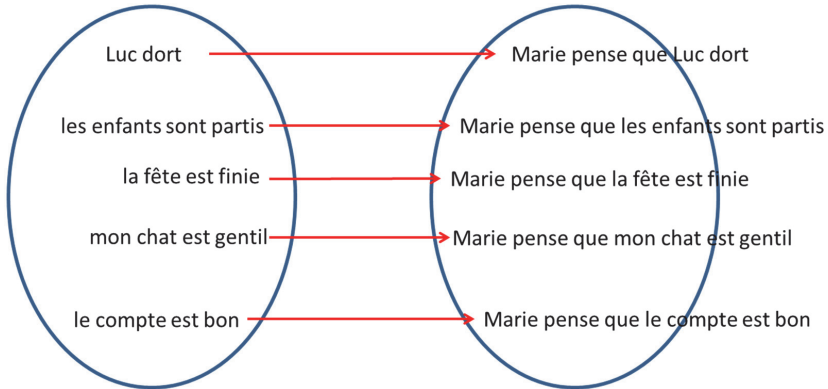 Luc dort Marie pense que Luc dort
les enfants sont partis Marie pense que les enfants sont partis
la fête est finie Marie pense que la fête est finie
mon chat est gentil Marie pense que mon chat est gentil
le compte est bon Marie pense que le compte est bon